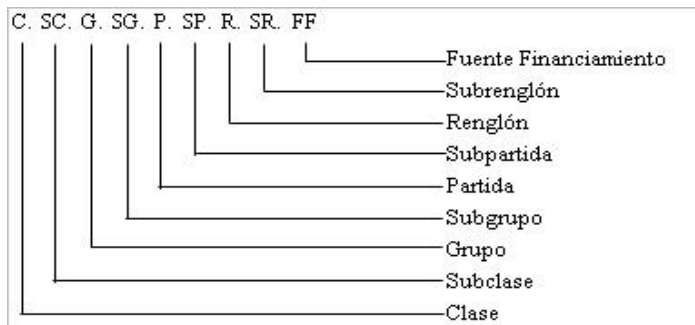 C. SC. G. SG. P. SP. R. SR. FF
Fuente Financiamiento
Subrenglón
Renglón
Subpartida
Partida
Subgrupo
Grupo
Subclase
Clase